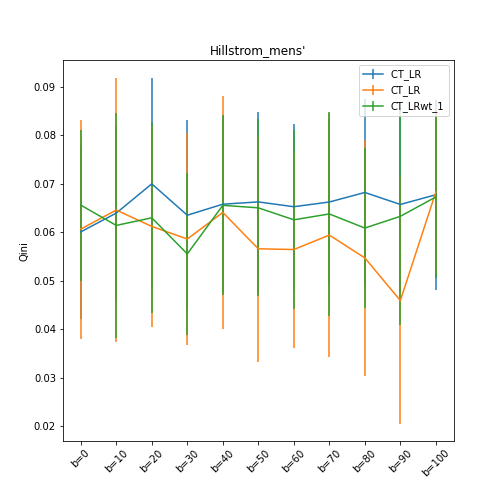 Hillstrom_mens'
CT_LR
CT_LR
CT_LRwt_1
Qini
0.09
0.08
0.07
0.06
0.05
0.04
0.03
0.02
b=0
b=10
b=20
b=30
b=40
b=50
b=60
b=70
b=80
b=90
b=100